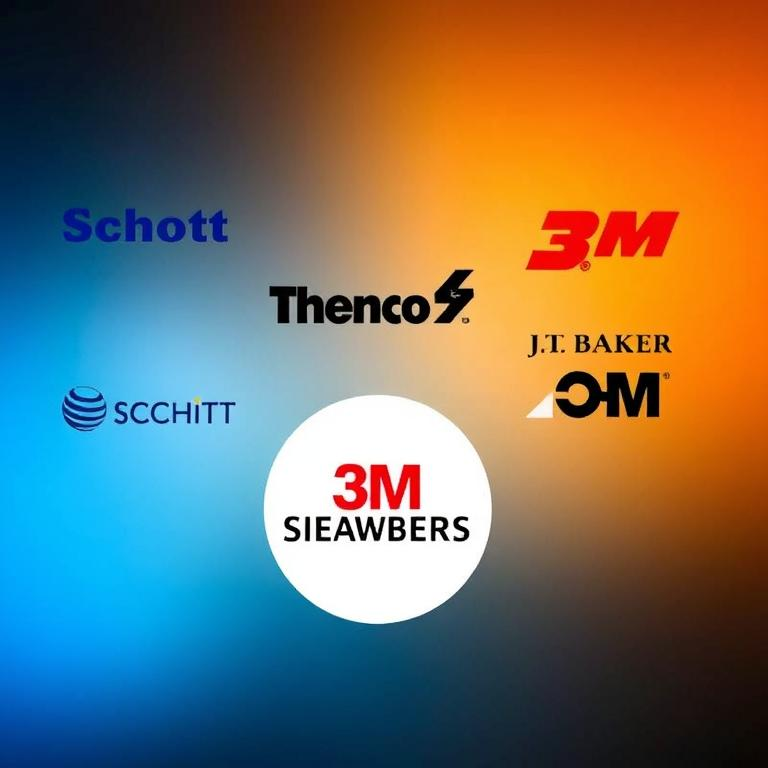 Schott
3M
Thenco
J.T. BAKER
OM
SCCHiTT
3M
SIEAWBERS